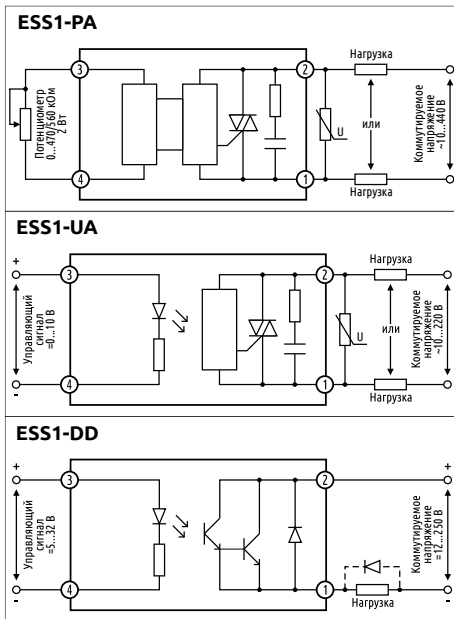 ESS1-PA
Нагрузка
3
2
Потенциометр
0...470/560 кОм
2 Вт
U
или
Коммутируемое
напряжение
~10...440 В
4
1
Нагрузка
ESS1-UA
Нагрузка
+
3
2
Управляющий
сигнал
=0...10 В
U
или
Коммутируемое
напряжение
~10...220 В
-
4
1
Нагрузка
ESS1-DD
+
3
2
+
Управляющий
сигнал
=5...32 В
Коммутируемое
напряжение
=12...250 В
-
4
1
Нагрузка
-